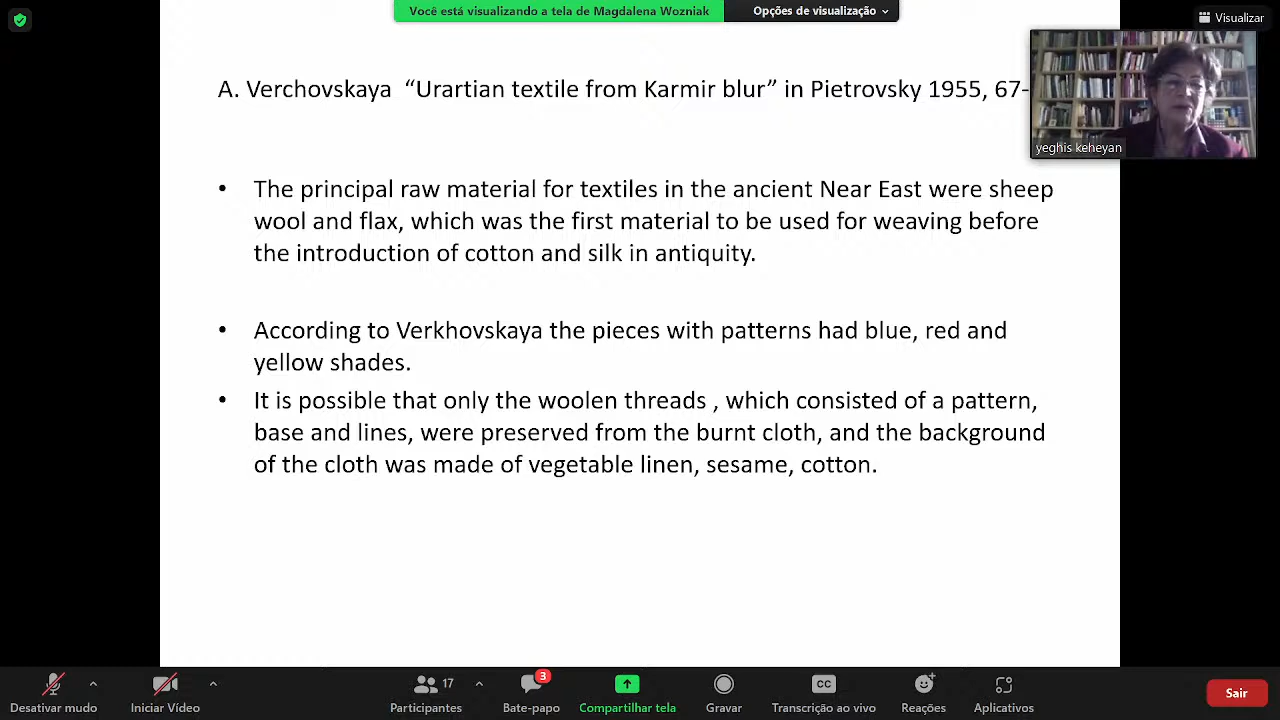 Você está visualizando a tela de Magdalena Wozniak
Opções de visualização
Visualizar
A. Verchovskaya “Urartian textile from Karmir blur” in Pietrovsky 1955, 67-
yeghis keheyan
• The principal raw material for textiles in the ancient Near East were sheep
wool and flax, which was the first material to be used for weaving before
the introduction of cotton and silk in antiquity.
• According to Verkhovskaya the pieces with patterns had blue, red and
yellow shades.
• It is possible that only the woolen threads , which consisted of a pattern,
base and lines, were preserved from the burnt cloth, and the background
of the cloth was made of vegetable linen, sesame, cotton.
17
3
CC
Desativar mudo
Iniciar Vídeo
Participantes
Bate-papo
Compartilhar tela
Gravar
Transcrição ao vivo
Reações
Aplicativos
Sair